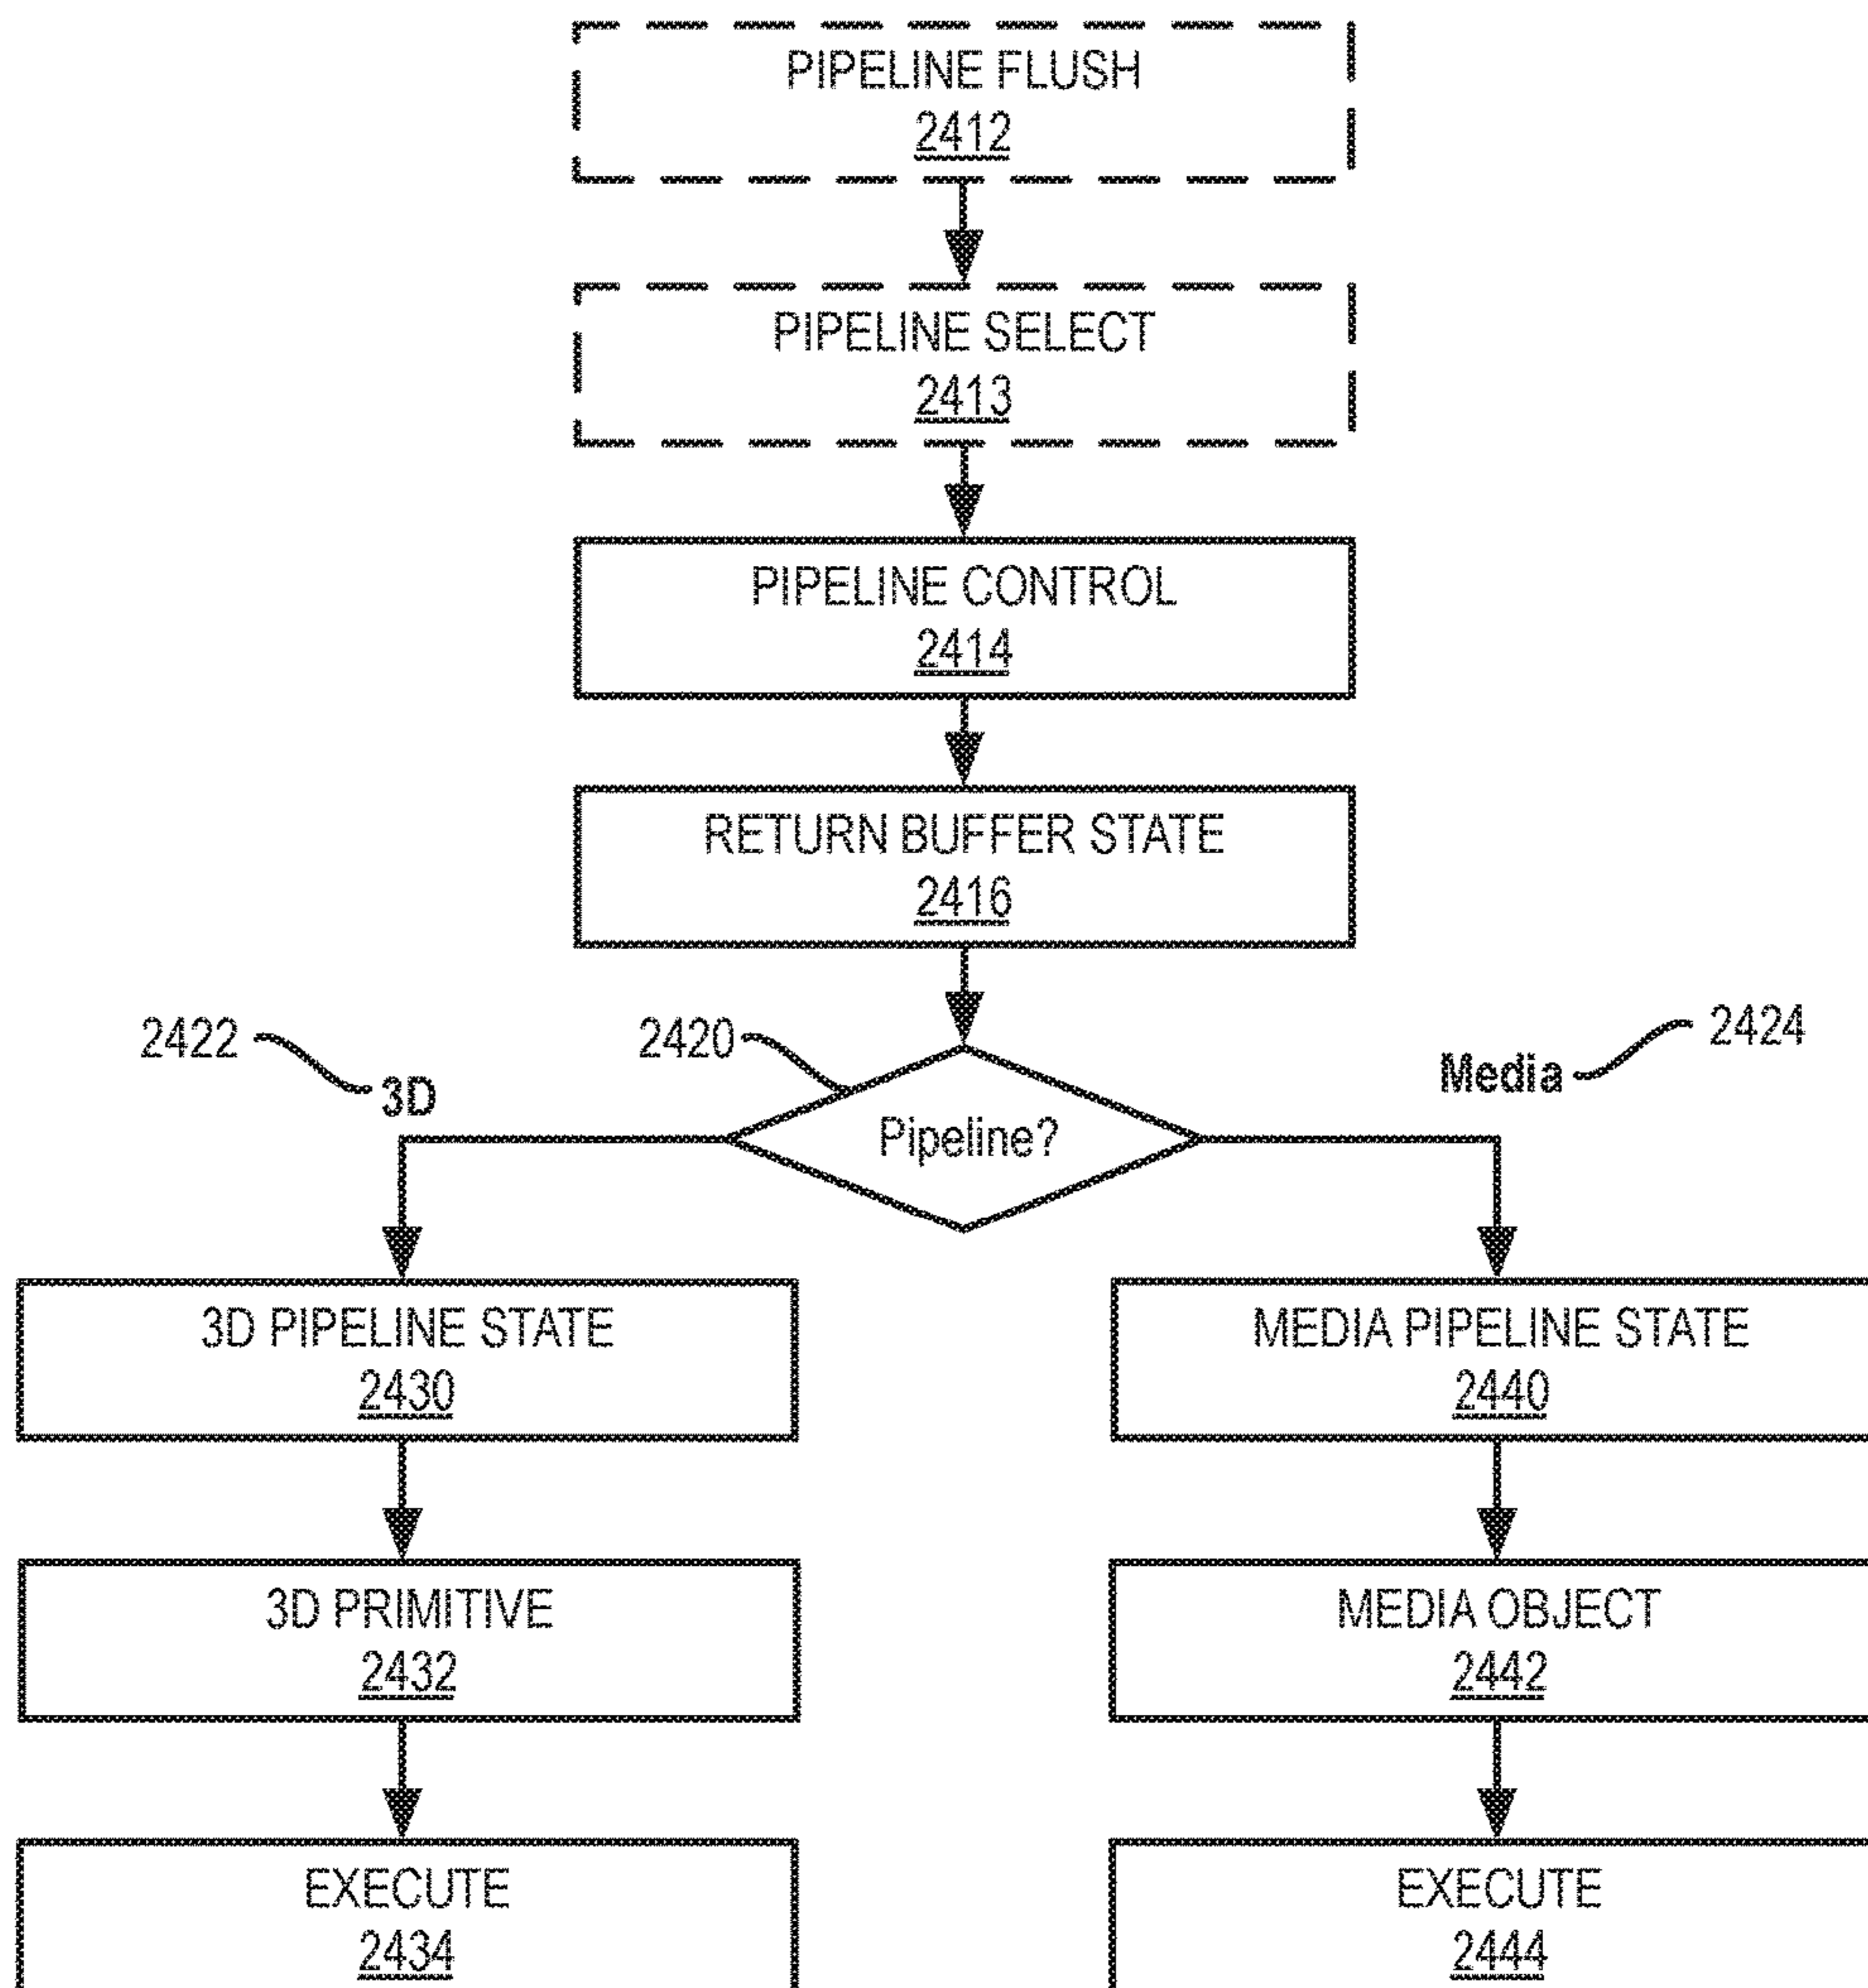 PIPELINE FLUSH
2412
PIPELINE SELECT
2413
PIPELINE CONTROL
2414
RETURN BUFFER STATE
2416
2422
3D
2420
Pipeline?
Media
2424
3D PIPELINE STATE
2430
MEDIA PIPELINE STATE
2440
3D PRIMITIVE
2432
MEDIA OBJECT
2442
EXECUTE
2434
EXECUTE
2444